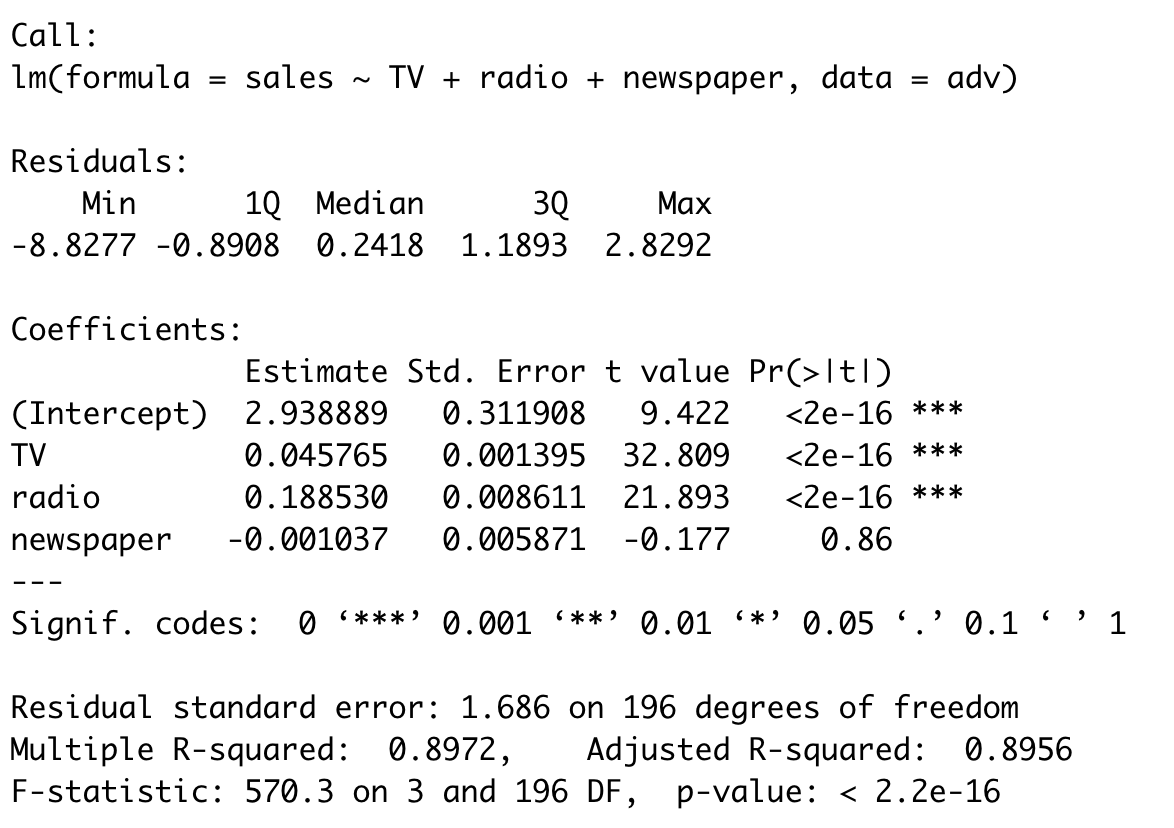 Call:
lm(formula = sales ~ TV + radio + newspaper, data = adv)
Residuals:
    Min      1Q  Median      3Q     Max
-8.8277 -0.8908  0.2418  1.1893  2.8292
Coefficients:
             Estimate Std. Error t value Pr(>|t|)
(Intercept)  2.938889   0.311908   9.422   <2e-16 ***
TV           0.045765   0.001395  32.809   <2e-16 ***
radio        0.188530   0.008611  21.893   <2e-16 ***
newspaper   -0.001037   0.005871  -0.177     0.86
---
Signif. codes:  0 ‘***’ 0.001 ‘**’ 0.01 ‘*’ 0.05 ‘.’ 0.1 ‘ ’ 1
Residual standard error: 1.686 on 196 degrees of freedom
Multiple R-squared:  0.8972,    Adjusted R-squared:  0.8956
F-statistic: 570.3 on 3 and 196 DF,  p-value: < 2.2e-16